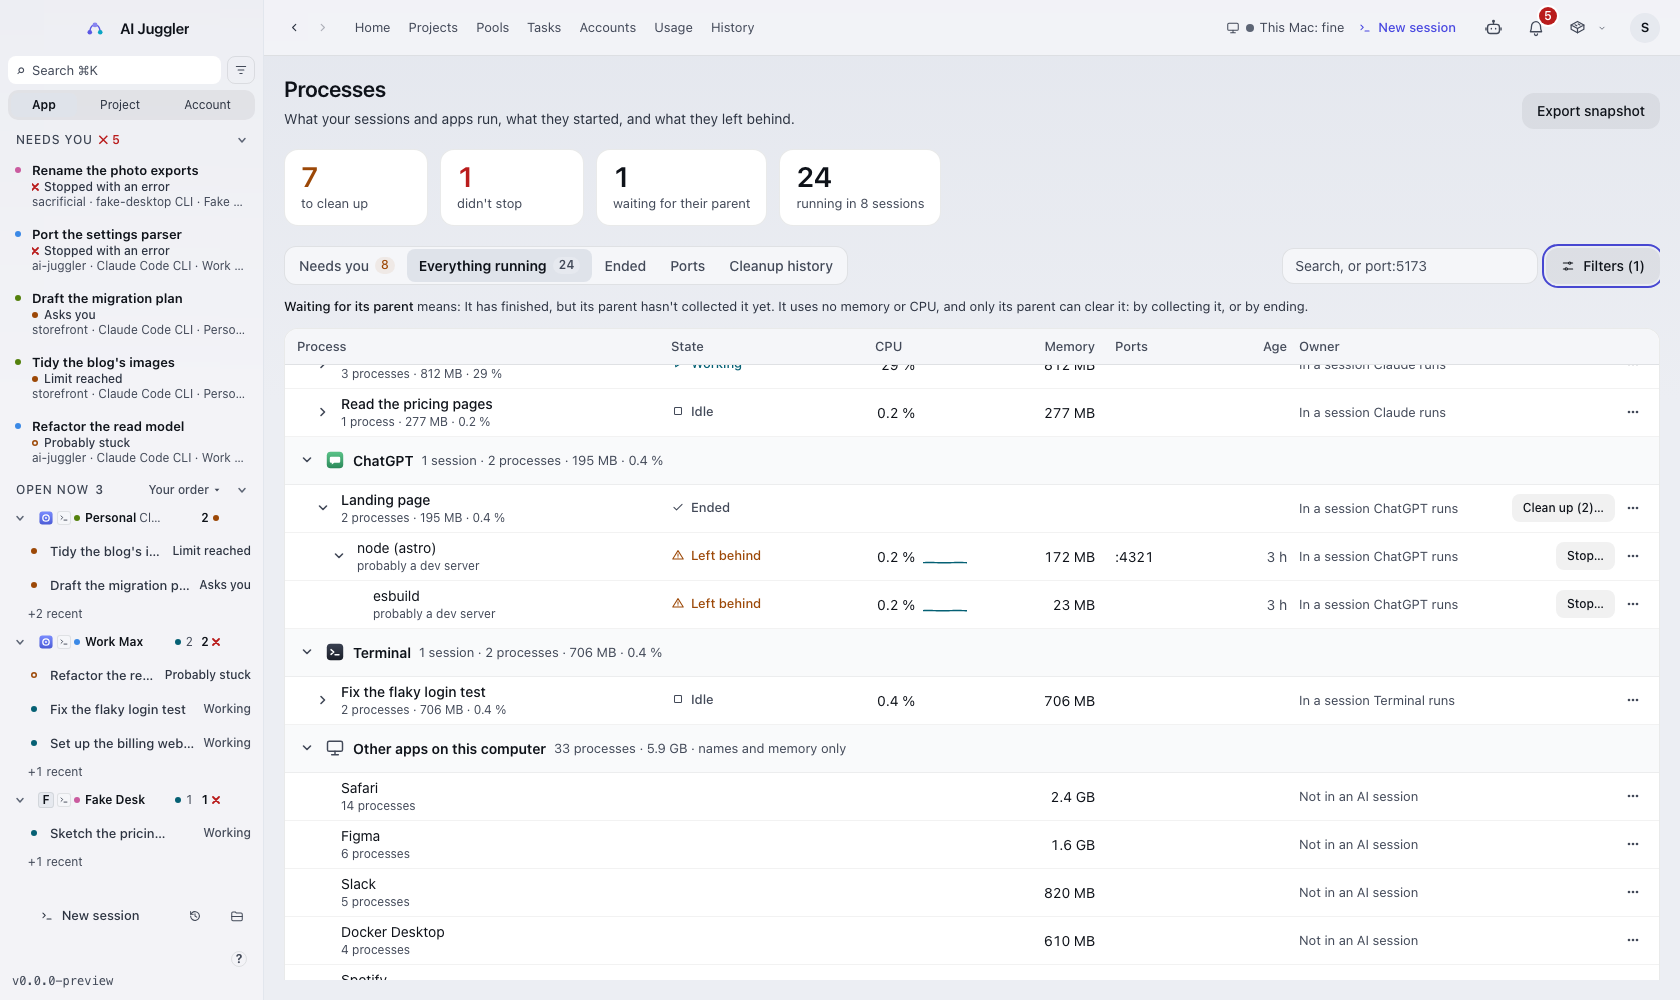 AI Juggler
Search ⌘K
App Project Account
NEEDS YOU 5
Rename the photo exports
Stopped with an error
sacrificial · fake-desktop CLI · Fake ...
Port the settings parser
Stopped with an error
ai-juggler · Claude Code CLI · Work ...
Draft the migration plan
Asks you
storefront · Claude Code CLI · Perso...
Tidy the blog's images
Limit reached
storefront · Claude Code CLI · Perso...
Refactor the read model
Probably stuck
ai-juggler · Claude Code CLI · Work ...
OPEN NOW 3 Your order
Personal Cl... 2
Tidy the blog's i... Limit reached
Draft the migration p... Asks you
+2 recent
Work Max 2 2
Refactor the re... Probably stuck
Fix the flaky login test Working
Set up the billing web... Working
+1 recent
F Fake Desk 1 1
Sketch the pricin... Working
+1 recent
New session
?
v0.0.0-preview
Home Projects Pools Tasks Accounts Usage History
This Mac: fine New session 5 S
Processes
What your sessions and apps run, what they started, and what they left behind.
Export snapshot
7
to clean up
1
didn't stop
1
waiting for their parent
24
running in 8 sessions
Needs you 8 Everything running 24 Ended Ports Cleanup history
Search, or port:5173
Filters (1)
Waiting for its parent means: It has finished, but its parent hasn't collected it yet. It uses no memory or CPU, and only its parent can clear it: by collecting it, or by ending.
Process State CPU Memory Ports Age Owner
Working 29 % 812 MB In a session Claude runs
3 processes · 812 MB · 29 %
Read the pricing pages Idle 0.2 % 277 MB In a session Claude runs
1 process · 277 MB · 0.2 %
ChatGPT 1 session · 2 processes · 195 MB · 0.4 %
Landing page Ended In a session ChatGPT runs Clean up (2)...
2 processes · 195 MB · 0.4 %
node (astro) Left behind 0.2 % 172 MB :4321 3 h In a session ChatGPT runs Stop...
probably a dev server
esbuild Left behind 0.2 % 23 MB 3 h In a session ChatGPT runs Stop...
probably a dev server
Terminal 1 session · 2 processes · 706 MB · 0.4 %
Fix the flaky login test Idle 0.4 % 706 MB In a session Terminal runs
2 processes · 706 MB · 0.4 %
Other apps on this computer 33 processes · 5.9 GB · names and memory only
Safari 2.4 GB Not in an AI session
14 processes
Figma 1.6 GB Not in an AI session
6 processes
Slack 820 MB Not in an AI session
5 processes
Docker Desktop 610 MB Not in an AI session
4 processes
Spotify